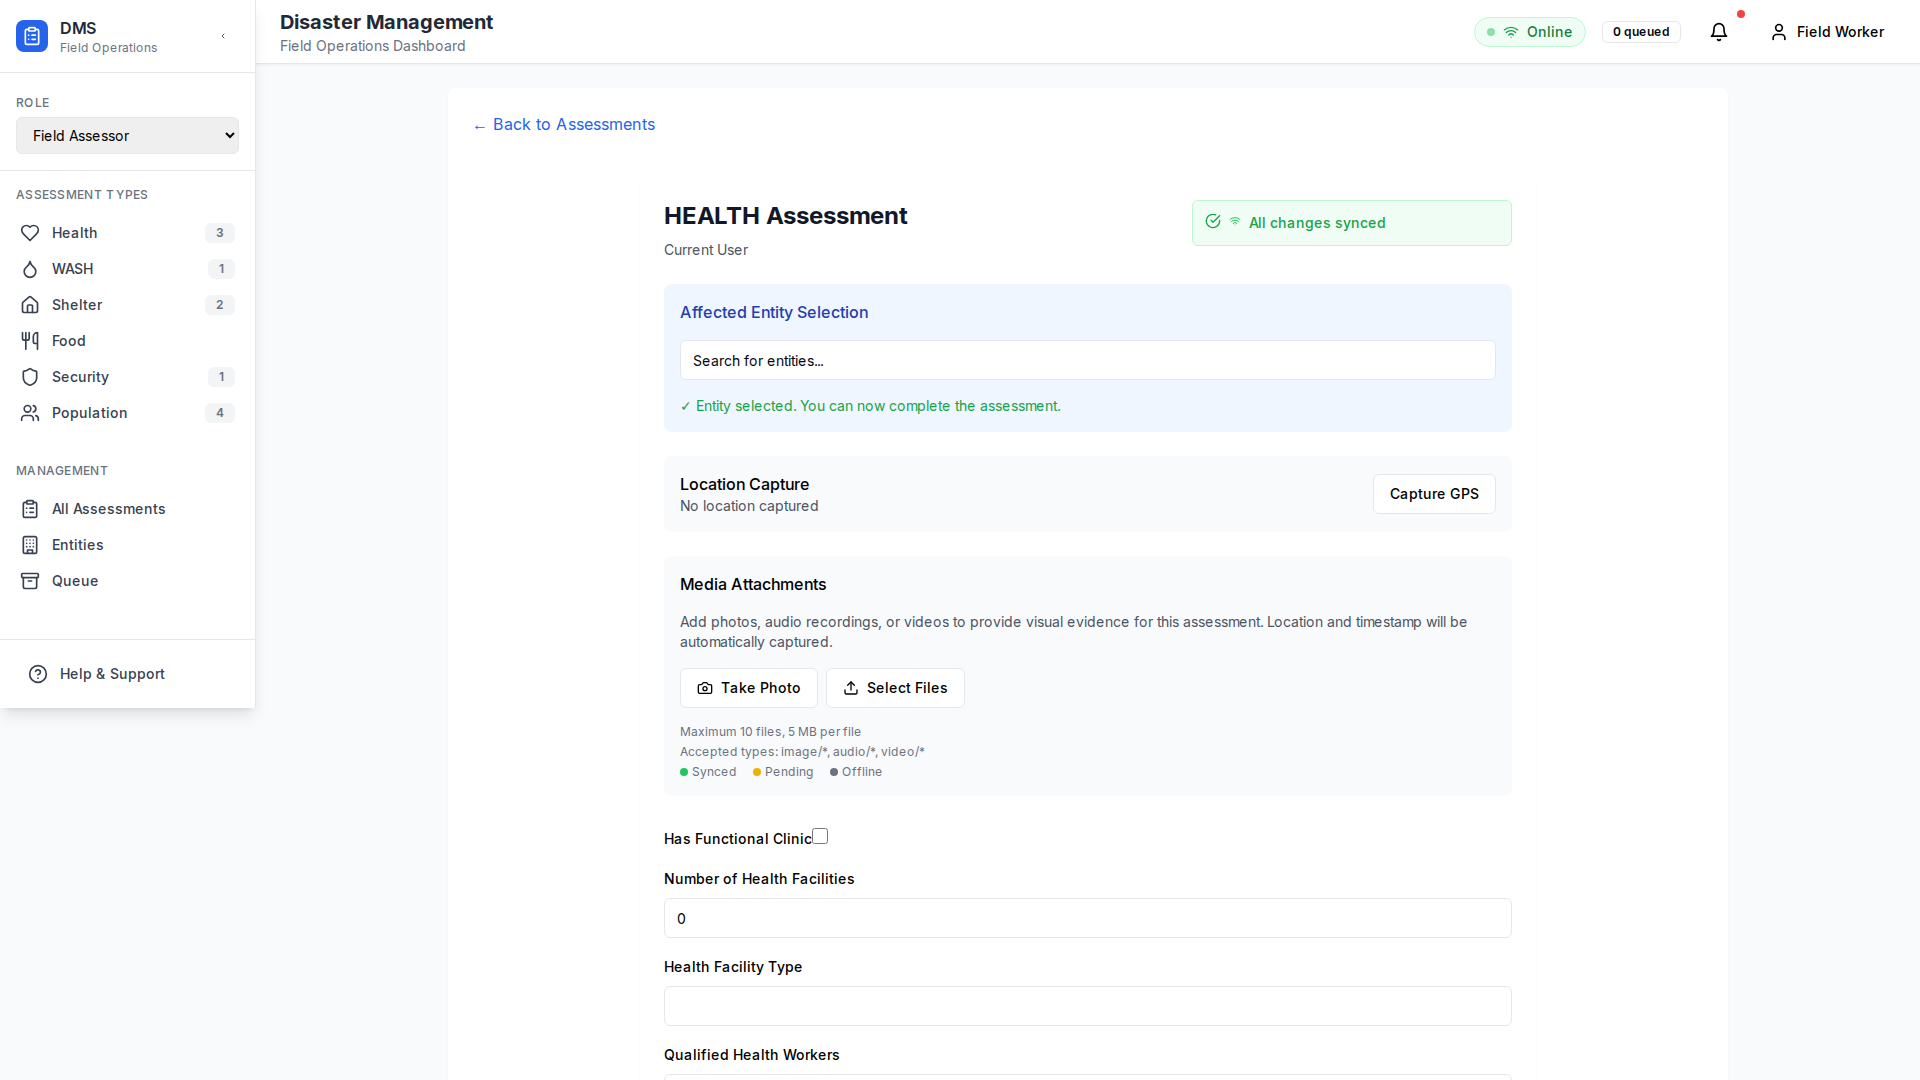 DMS
Field Operations
ROLE
Field Assessor
ASSESSMENT TYPES
Health 3
WASH 1
Shelter 2
Food
Security 1
Population 4
MANAGEMENT
All Assessments
Entities
Queue
Help & Support
Disaster Management
Field Operations Dashboard
Online
0 queued
Field Worker
← Back to Assessments
HEALTH Assessment
Current User
All changes synced
Affected Entity Selection
Search for entities...
✓ Entity selected. You can now complete the assessment.
Location Capture
No location captured
Capture GPS
Media Attachments
Add photos, audio recordings, or videos to provide visual evidence for this assessment. Location and timestamp will be
automatically captured.
Take Photo
Select Files
Maximum 10 files, 5 MB per file
Accepted types: image/*, audio/*, video/*
Synced Pending Offline
Has Functional Clinic
Number of Health Facilities
0
Health Facility Type
Qualified Health Workers